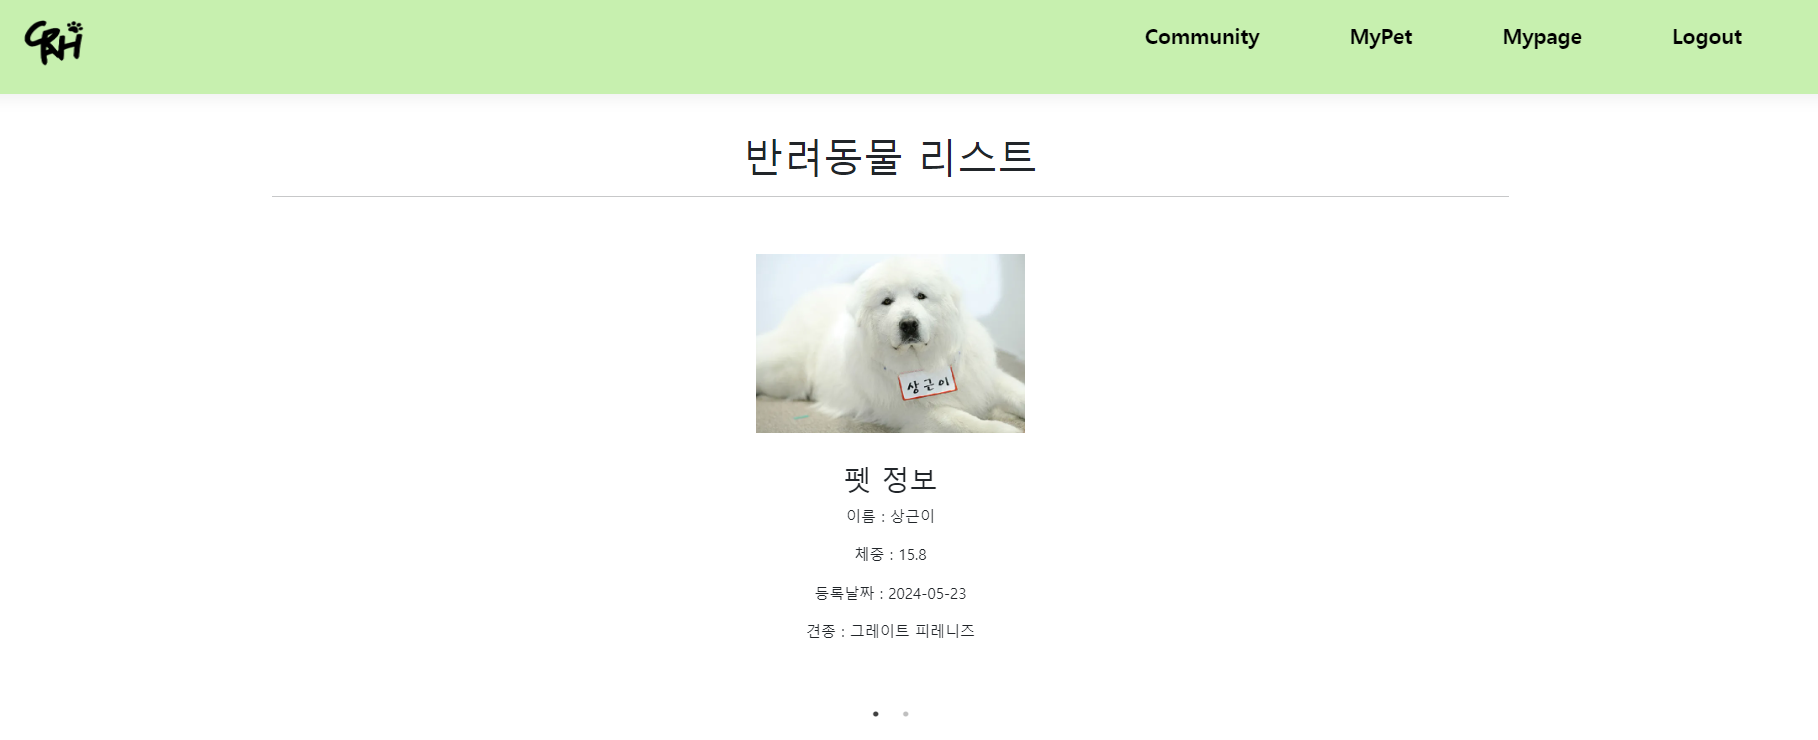 CRH
Community MyPet Mypage Logout
반려동물 리스트
상근이
펫 정보
이름 : 상근이
체중 : 15.8
등록날짜 : 2024-05-23
견종 : 그레이트 피레니즈